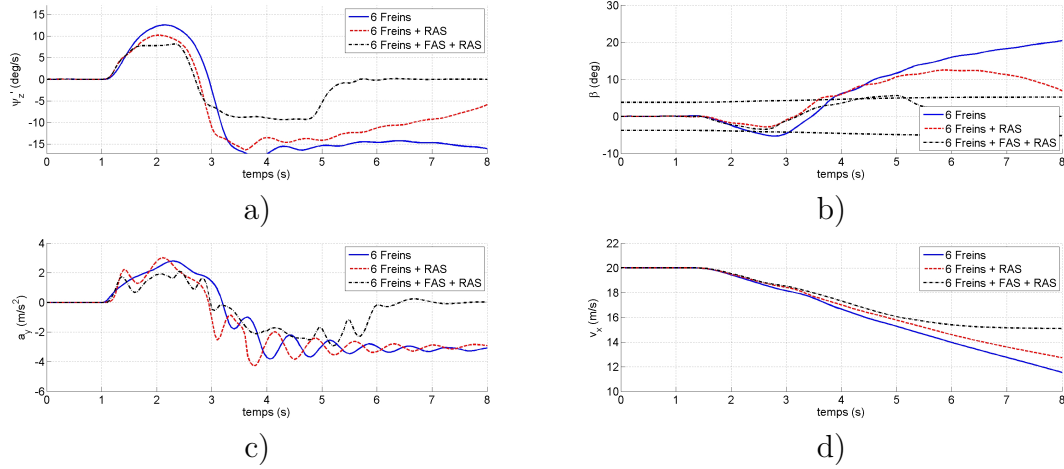 15
10
5
0
-5
-10
-15
0 1 2 3 4 5 6 7 8
ψz' (deg/s)
temps (s)
6 Freins
6 Freins + RAS
6 Freins + FAS + RAS
a)
30
20
10
0
-10
0 1 2 3 4 5 6 7 8
β (deg)
temps (s)
6 Freins
6 Freins + RAS
6 Freins + FAS + RAS
b)
4
2
0
-2
-4
-6
0 1 2 3 4 5 6 7 8
ay (m/s²)
temps (s)
6 Freins
6 Freins + RAS
6 Freins + FAS + RAS
c)
22
20
18
16
14
12
10
0 1 2 3 4 5 6 7 8
vx (m/s)
temps (s)
6 Freins
6 Freins + RAS
6 Freins + FAS + RAS
d)